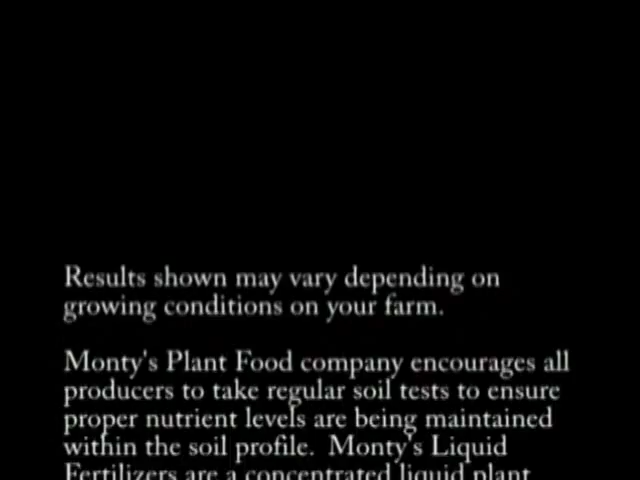 Results shown may vary depending on
growing conditions on your farm.
Monty's Plant Food company encourages all
producers to take regular soil tests to ensure
proper nutrient levels are being maintained
within the soil profile.  Monty's Liquid
Fertilizers are a concentrated liquid plant